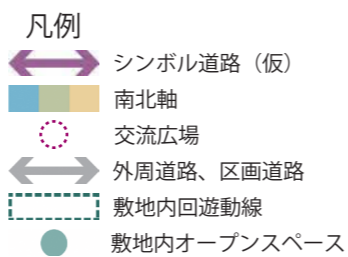 凡例
シンボル道路（仮）
南北軸
交流広場
外周道路、区画道路
敷地内回遊動線
敷地内オープンスペース